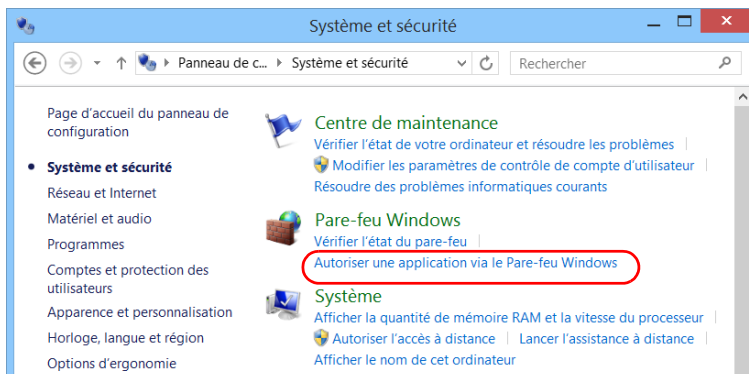 Système et sécurité
Panneau de c... Système et sécurité Rechercher
Page d'accueil du panneau de
configuration
Système et sécurité
Réseau et Internet
Matériel et audio
Programmes
Comptes et protection des
utilisateurs
Apparence et personnalisation
Horloge, langue et région
Options d'ergonomie
Centre de maintenance
Vérifier l'état de votre ordinateur et résoudre les problèmes
Modifier les paramètres de contrôle de compte d'utilisateur
Résoudre des problèmes informatiques courants
Pare-feu Windows
Vérifier l'état du pare-feu
Autoriser une application via le Pare-feu Windows
Système
Afficher la quantité de mémoire RAM et la vitesse du processeur
Autoriser l'accès à distance Lancer l'assistance à distance
Afficher le nom de cet ordinateur